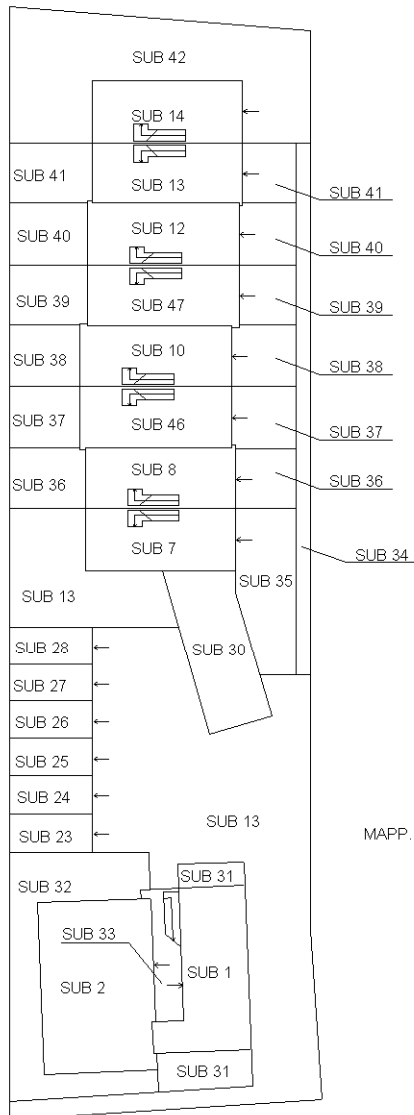 SUB 42
SUB 14
SUB 41
SUB 13
SUB 41
SUB 40
SUB 12
SUB 40
SUB 39
SUB 47
SUB 39
SUB 38
SUB 10
SUB 38
SUB 37
SUB 46
SUB 37
SUB 36
SUB 8
SUB 36
SUB 7
SUB 34
SUB 35
SUB 13
SUB 28
SUB 30
SUB 27
SUB 26
SUB 25
SUB 24
SUB 13
SUB 23
MAPP.
SUB 32
SUB 31
SUB 33
SUB 1
SUB 2
SUB 31